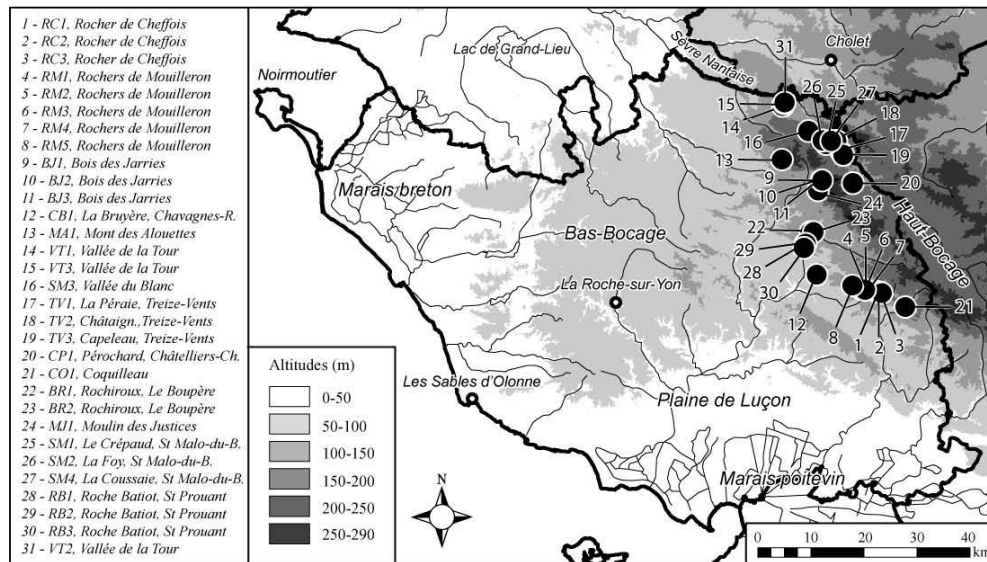 1 - RC1, Rocher de Cheffois
2 - RC2, Rocher de Cheffois
3 - RC3, Rocher de Cheffois
4 - RM1, Rochers de Mouilleron
5 - RM2, Rochers de Mouilleron
6 - RM3, Rochers de Mouilleron
7 - RM4, Rochers de Mouilleron
8 - RM5, Rochers de Mouilleron
9 - BJ1, Bois des Jarries
10 - BJ2, Bois des Jarries
11 - BJ3, Bois des Jarries
12 - CB1, La Bruyère, Chavagnes-R.
13 - MA1, Mont des Alouettes
14 - VT1, Vallée de la Tour
15 - VT3, Vallée de la Tour
16 - SM3, Vallée du Blanc
17 - TV1, La Péraie, Treize-Vents
18 - TV2, Châtaign.,Treize-Vents
19 - TV3, Capeleau, Treize-Vents
20 - CP1, Pérochard, Châtelliers-Ch.
21 - CO1, Coquilleau
22 - BR1, Rochiroux, Le Boupère
23 - BR2, Rochiroux, Le Boupère
24 - MJ1, Moulin des Justices
25 - SM1, Le Crépaud, St Malo-du-B.
26 - SM2, La Foy, St Malo-du-B.
27 - SM4, La Coussaie, St Malo-du-B.
28 - RB1, Roche Batiot, St Prouant
29 - RB2, Roche Batiot, St Prouant
30 - RB3, Roche Batiot, St Prouant
31 - VT2, Vallée de la Tour
Lac de Grand-Lieu
Sèvre Nantaise
Cholet
Noirmoutier
31
26
25
27
15
14
18
17
16
19
13
9
20
10
24
11
Marais breton
Bas-Bocage
Haut-Bocage
22
23
29
4
5
6
7
28
30
La Roche-sur-Yon
21
12
8
1
2
3
Les Sables d'Olonne
Plaine de Luçon
Marais poitevin
Altitudes (m)
0-50
50-100
100-150
150-200
200-250
250-290
N
0
10
20
40
km